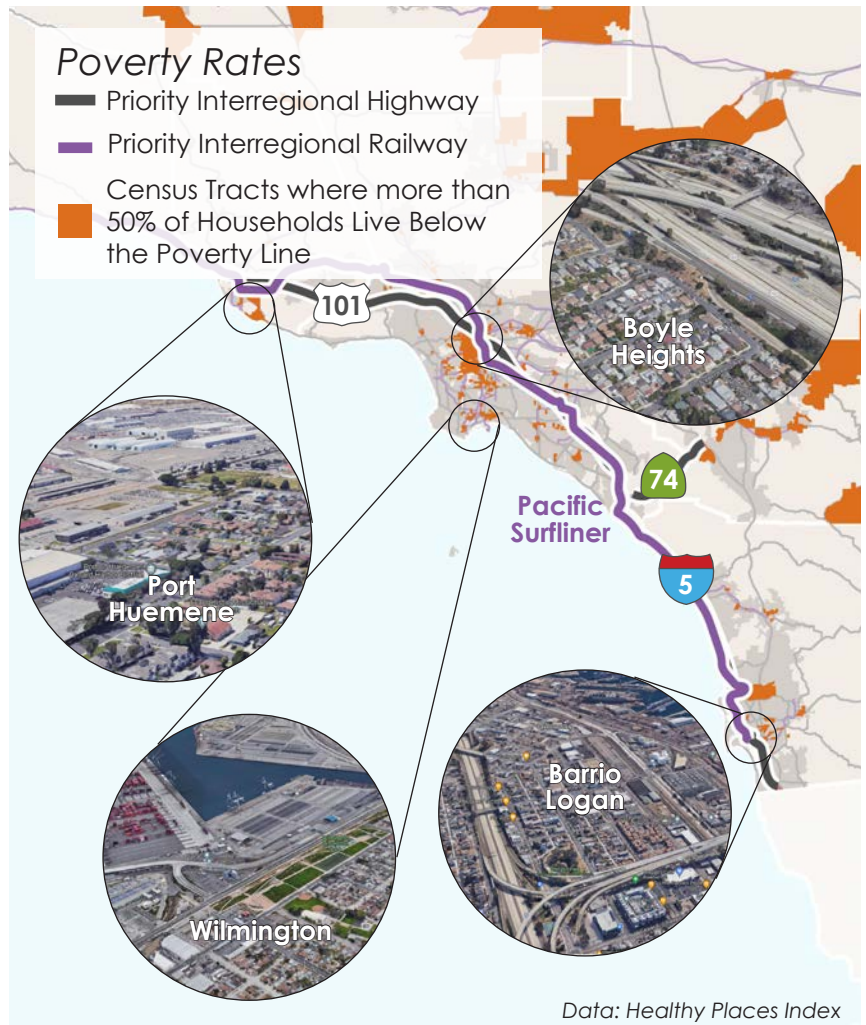 Poverty Rates
Priority Interregional Highway
Priority Interregional Railway
Census Tracts where more than
50% of Households Live Below
the Poverty Line
101
Boyle
Heights
74
Pacific
Surfliner
5
Port
Hueneme
Barrio
Logan
Wilmington
Data: Healthy Places Index